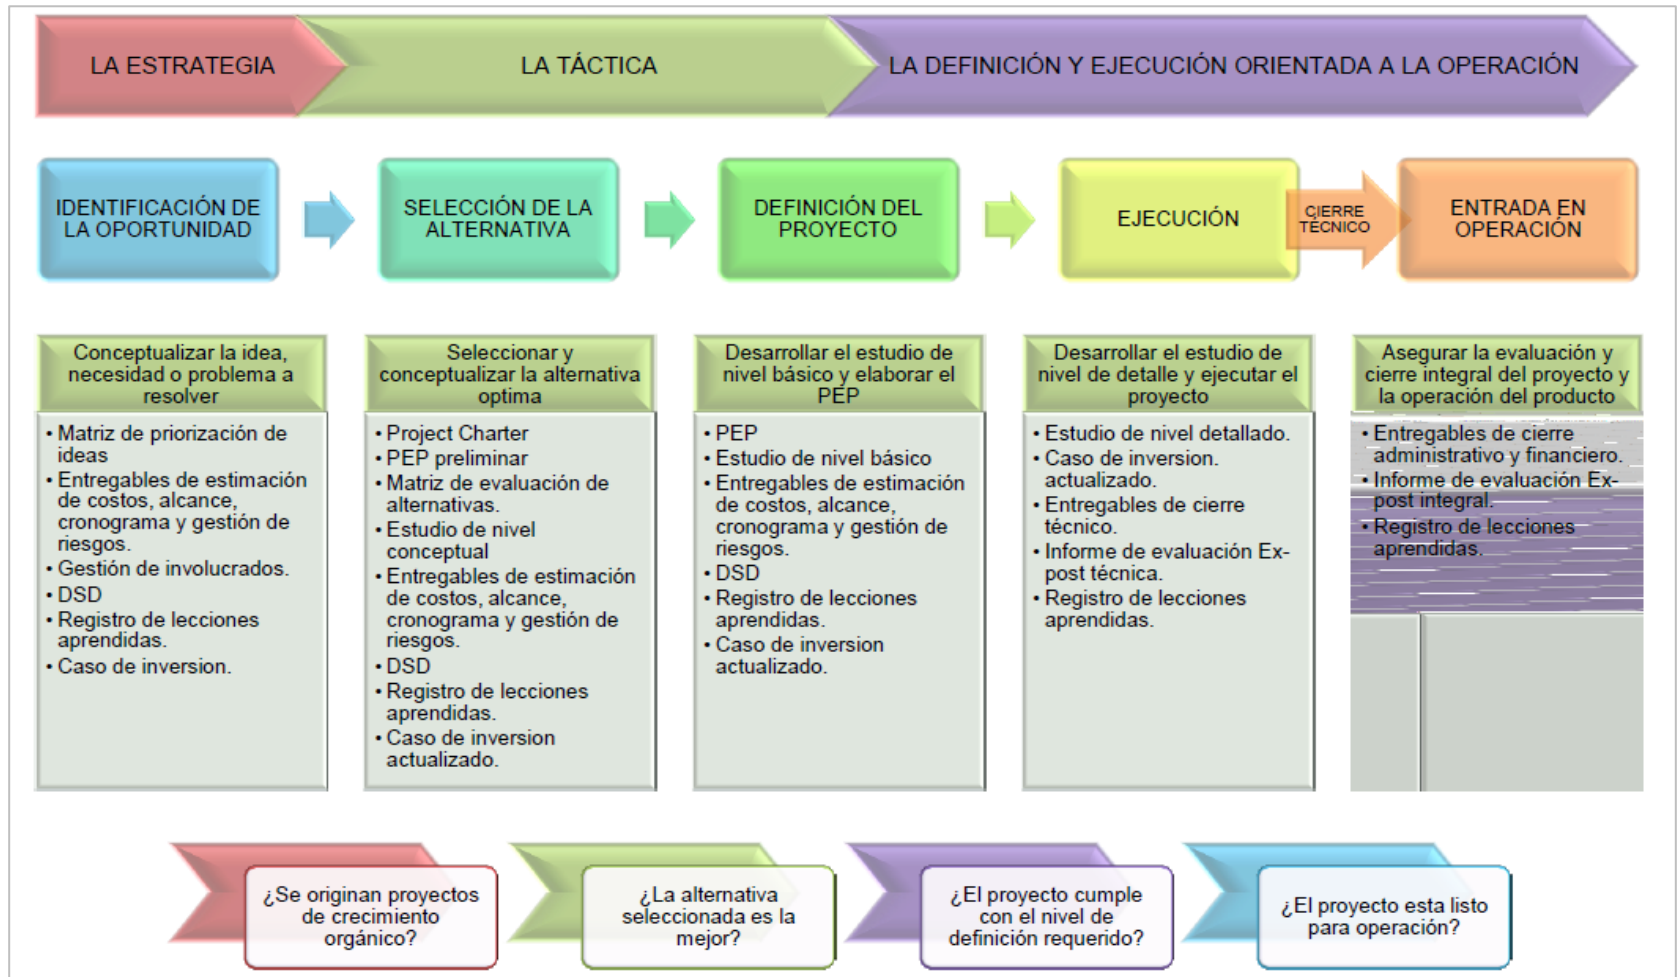 LA ESTRATEGIA
LA TÁCTICA
LA DEFINICIÓN Y EJECUCIÓN ORIENTADA A LA OPERACIÓN
IDENTIFICACIÓN DE
LA OPORTUNIDAD
SELECCIÓN DE LA
ALTERNATIVA
DEFINICIÓN DEL
PROYECTO
EJECUCIÓN
CIERRE
TÉCNICO
ENTRADA EN
OPERACIÓN
Conceptualizar la idea,
necesidad o problema a
resolver
• Matriz de priorización de
ideas
• Entregables de estimación
de costos, alcance,
cronograma y gestión de
riesgos.
• Gestión de involucrados.
• DSD
• Registro de lecciones
aprendidas.
• Caso de inversion.
Seleccionar y
conceptualizar la alternativa
optima
• Project Charter
• PEP preliminar
• Matriz de evaluación de
alternativas.
• Estudio de nivel
conceptual
• Entregables de estimación
de costos, alcance,
cronograma y gestión de
riesgos.
• DSD
• Registro de lecciones
aprendidas.
• Caso de inversion
actualizado.
Desarrollar el estudio de
nivel básico y elaborar el
PEP
• PEP
• Estudio de nivel básico
• Entregables de estimación
de costos, alcance,
cronograma y gestión de
riesgos.
• DSD
• Registro de lecciones
aprendidas.
• Caso de inversion
actualizado.
Desarrollar el estudio de
nivel de detalle y ejecutar el
proyecto
• Estudio de nivel detallado.
• Caso de inversion.
actualizado.
• Entregables de cierre
técnico.
• Informe de evaluación Ex-
post técnica.
• Registro de lecciones
aprendidas.
Asegurar la evaluación y
cierre integral del proyecto y
la operación del producto
• Entregables de cierre
administrativo y financiero.
• Informe de evaluación Ex-
post integral.
• Registro de lecciones
aprendidas.
¿Se originan proyectos
de crecimiento
orgánico?
¿La alternativa
seleccionada es la
mejor?
¿El proyecto cumple
con el nivel de
definición requerido?
¿El proyecto esta listo
para operación?